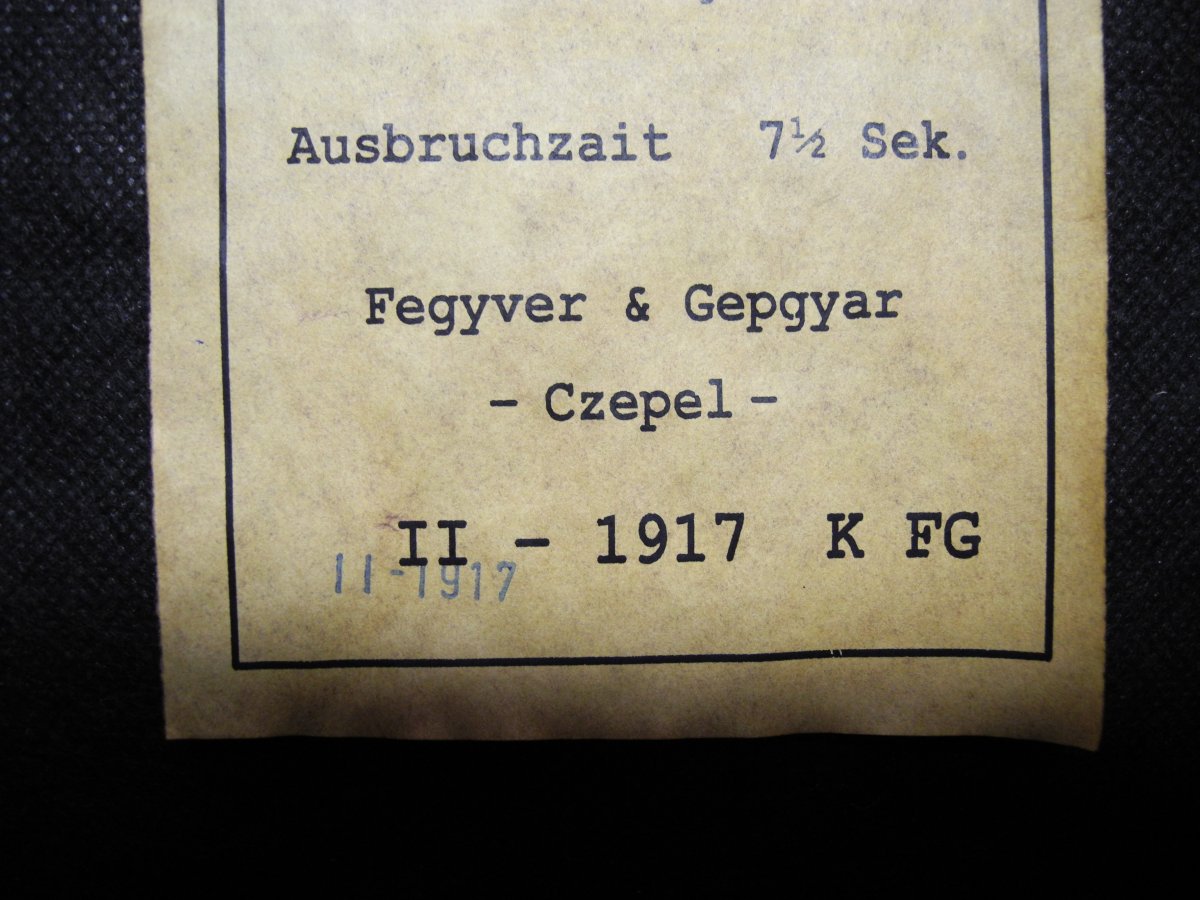 Ausbruchzait 7½ Sek.
Fegyver & Gepgyar
- Czepel -
II - 1917 K FG
II-1917